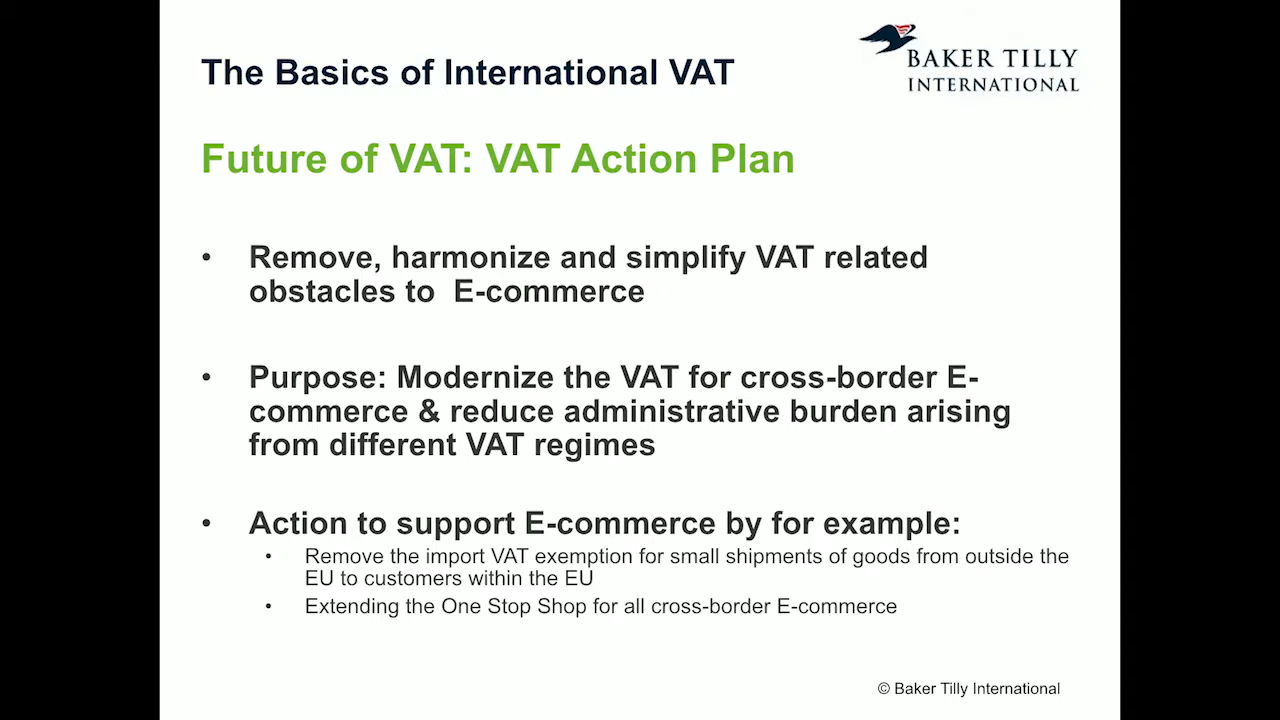 The Basics of International VAT
BAKER TILLY
INTERNATIONAL
Future of VAT: VAT Action Plan
• Remove, harmonize and simplify VAT related
obstacles to  E-commerce
• Purpose: Modernize the VAT for cross-border E-
commerce & reduce administrative burden arising
from different VAT regimes
• Action to support E-commerce by for example:
• Remove the import VAT exemption for small shipments of goods from outside the
EU to customers within the EU
• Extending the One Stop Shop for all cross-border E-commerce
© Baker Tilly International